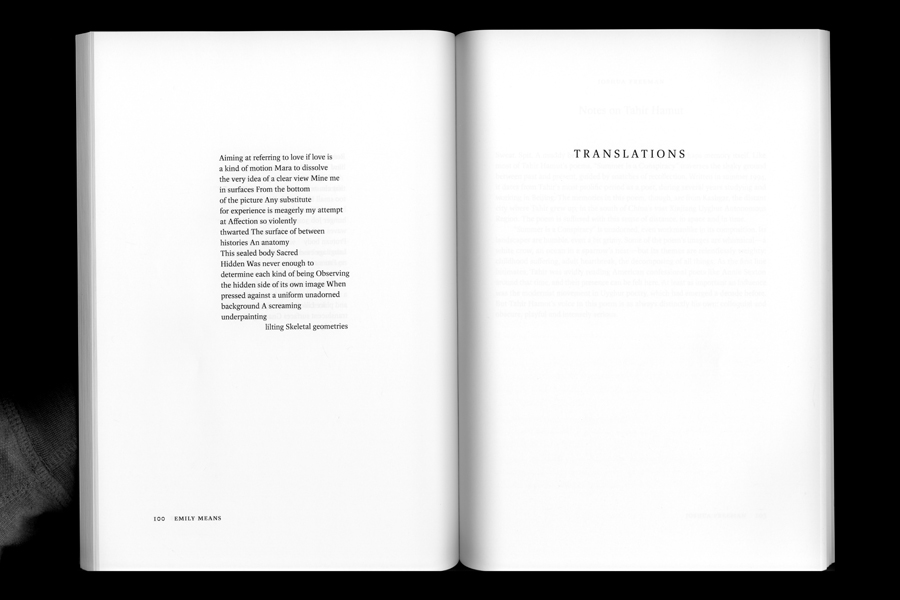 Aiming at referring to love if love is
a kind of motion Mara to dissolve
the very idea of a clear view Mine me
in surfaces From the bottom
of the picture Any substitute
for experience is meagerly my attempt
at Affection so violently
thwarted The surface of between
histories An anatomy
This sealed body Sacred
Hidden Was never enough to
determine each kind of being Observing
the hidden side of its own image When
pressed against a uniform unadorned
background A screaming
underpainting
lilting Skeletal geometries
100 EMILY MEANS
TRANSLATIONS